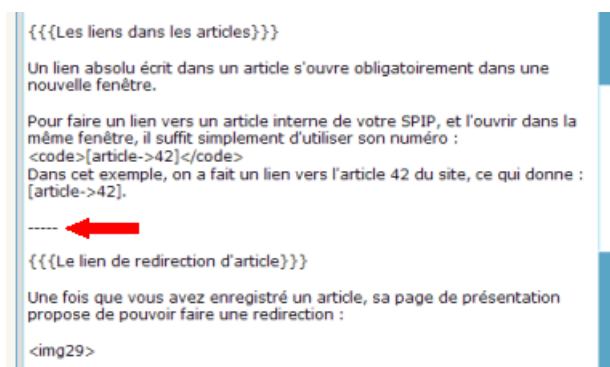 {{{Les liens dans les articles}}}
Un lien absolu écrit dans un article s'ouvre obligatoirement dans une
nouvelle fenêtre.
Pour faire un lien vers un article interne de votre SPIP, et l'ouvrir dans la
même fenêtre, il suffit simplement d'utiliser son numéro :
<code>[article->42]</code>
Dans cet exemple, on a fait un lien vers l'article 42 du site, ce qui donne :
[article->42].
-----
{{{Le lien de redirection d'article}}}
Une fois que vous avez enregistré un article, sa page de présentation
propose de pouvoir faire une redirection :
<img29>